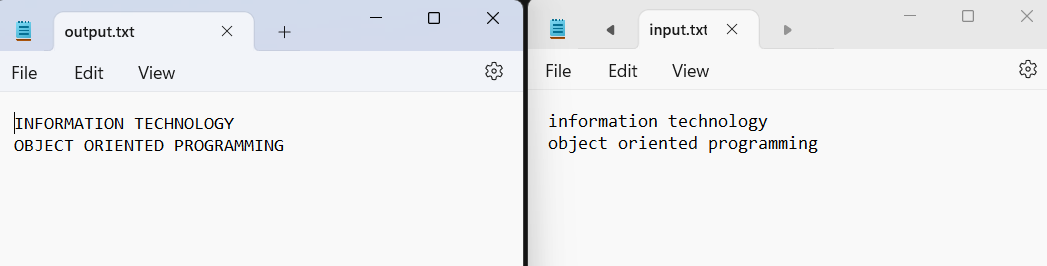 output.txt
File Edit View
INFORMATION TECHNOLOGY
OBJECT ORIENTED PROGRAMMING
input.txt
File Edit View
information technology
object oriented programming